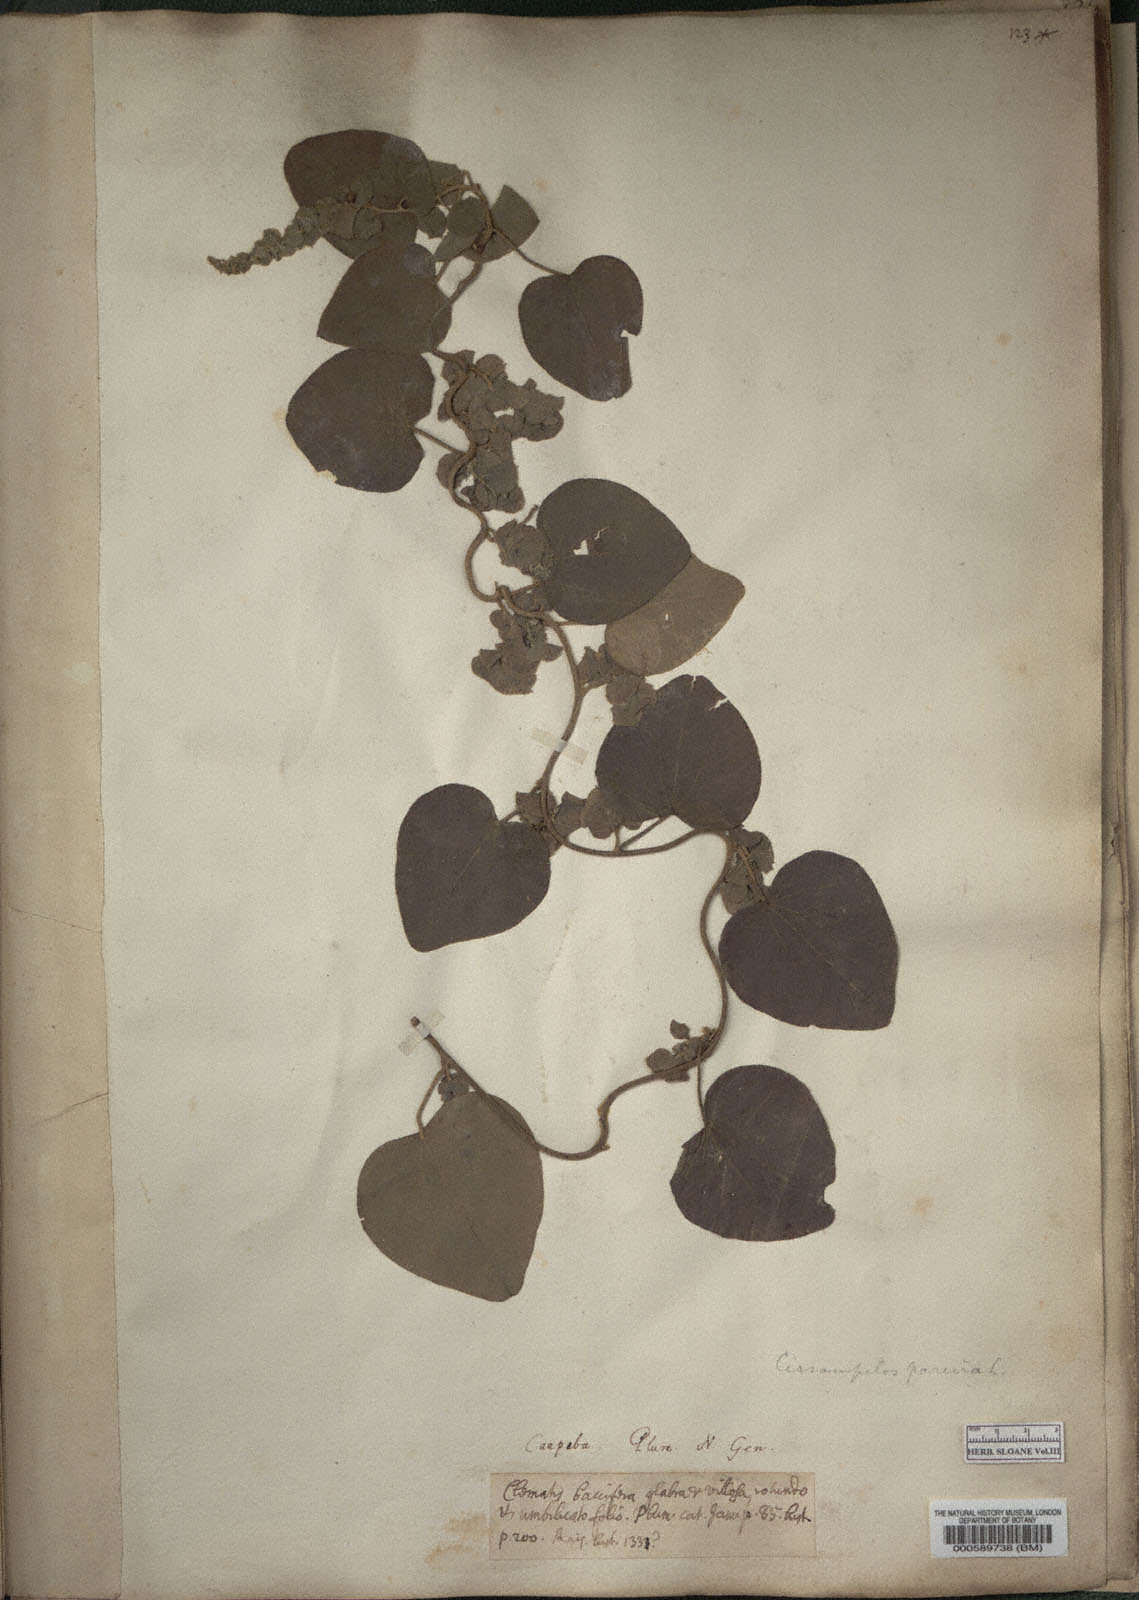 123*
Cissampelos pareira L.
Caapeba. Plum. N Gen.
Clematis baccifera glabra & villosa, rotundo
& umbilicato folio. Plum. cat. Jam. p. 85. hist.
p. 200. Raij. hist. 1331?
HERB. SLOANE Vol.III
THE NATURAL HISTORY MUSEUM, LONDON
DEPARTMENT OF BOTANY
000589738 (BM)